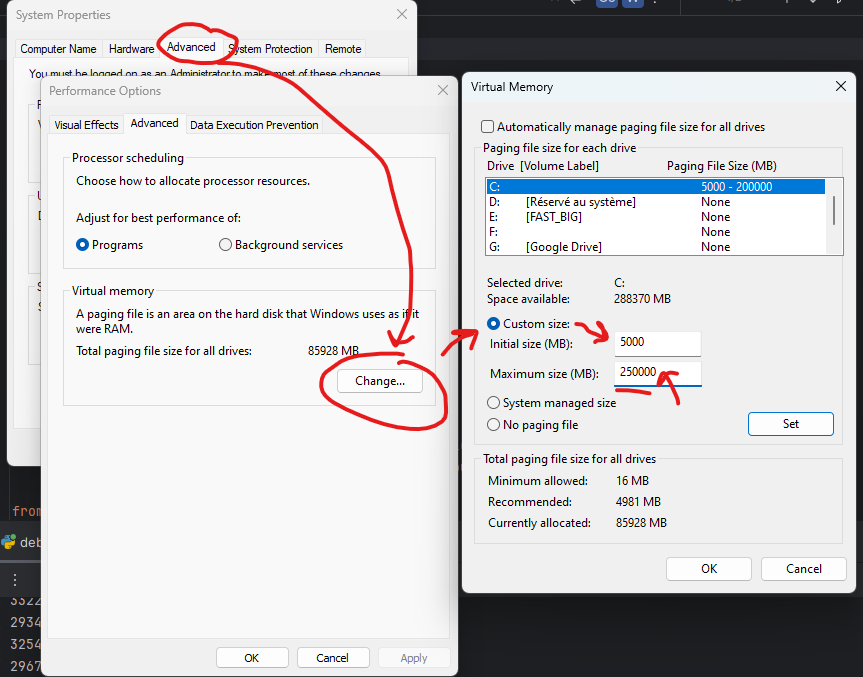 System Properties
Computer Name Hardware Advanced System Protection Remote
You must be logged on as an Administrator to make most of these changes.
Performance Options
Visual Effects Advanced Data Execution Prevention
Processor scheduling
Choose how to allocate processor resources.
Adjust for best performance of:
Programs Background services
Virtual memory
A paging file is an area on the hard disk that Windows uses as if it
were RAM.
Total paging file size for all drives: 85928 MB
Change...
OK Cancel Apply
from
deb
3322
2934
3254
2967
Virtual Memory
Automatically manage paging file size for all drives
Paging file size for each drive
Drive [Volume Label] Paging File Size (MB)
C: 5000 - 200000
D: [Réservé au système] None
E: [FAST_BIG] None
F: None
G: [Google Drive] None
Selected drive: C:
Space available: 288370 MB
Custom size:
Initial size (MB): 5000
Maximum size (MB): 250000
System managed size
No paging file
Set
Total paging file size for all drives
Minimum allowed: 16 MB
Recommended: 4981 MB
Currently allocated: 85928 MB
OK Cancel